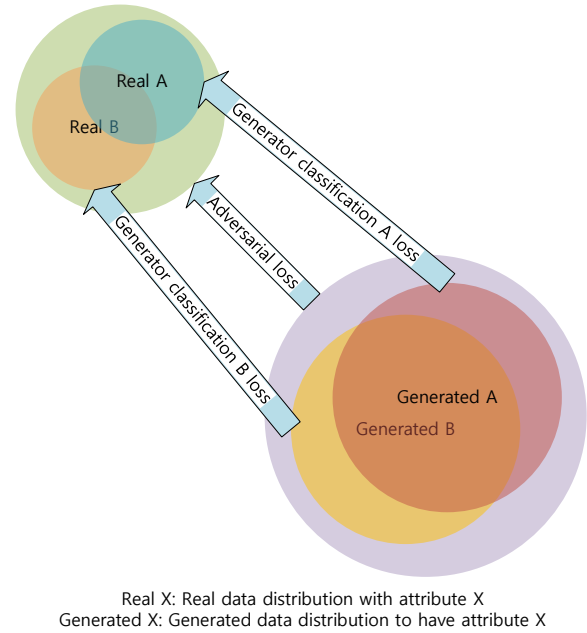 Real A
Real B
Generator classification A loss
Adversarial loss
Generator classification B loss
Generated A
Generated B
Real X: Real data distribution with attribute X
Generated X: Generated data distribution to have attribute X